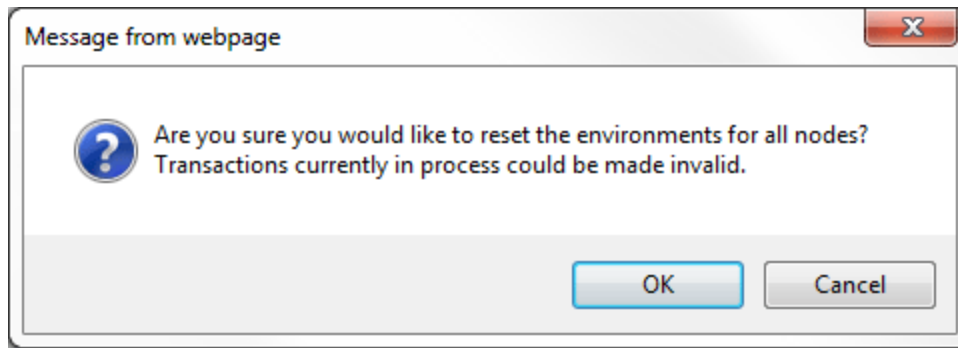 Message from webpage
Are you sure you would like to reset the environments for all nodes?
Transactions currently in process could be made invalid.
OK
Cancel